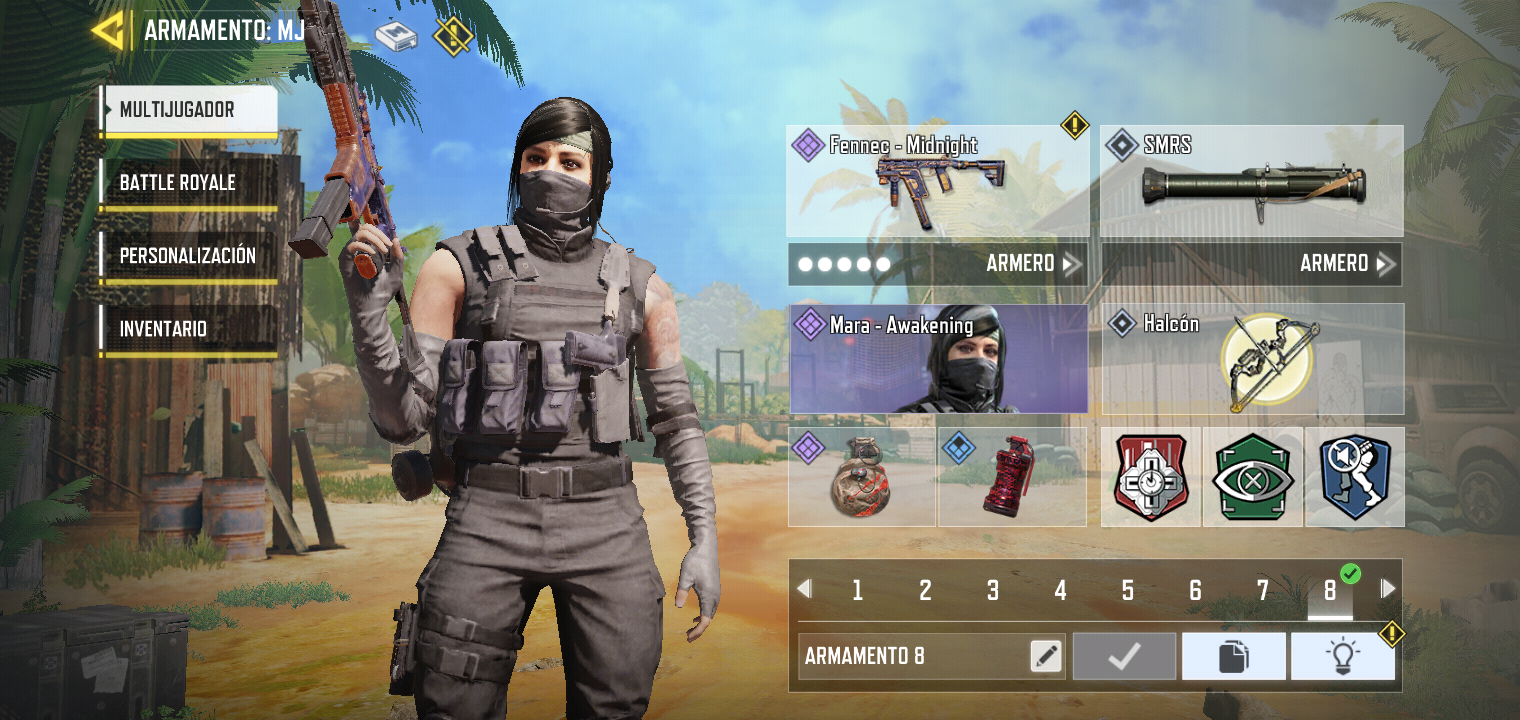 ARMAMENTO: MJ
MULTIJUGADOR
BATTLE ROYALE
PERSONALIZACIÓN
INVENTARIO
Fennec - Midnight
SMRS
ARMERO
ARMERO
Mara - Awakening
Halcón
1 2 3 4 5 6 7 8
ARMAMENTO 8